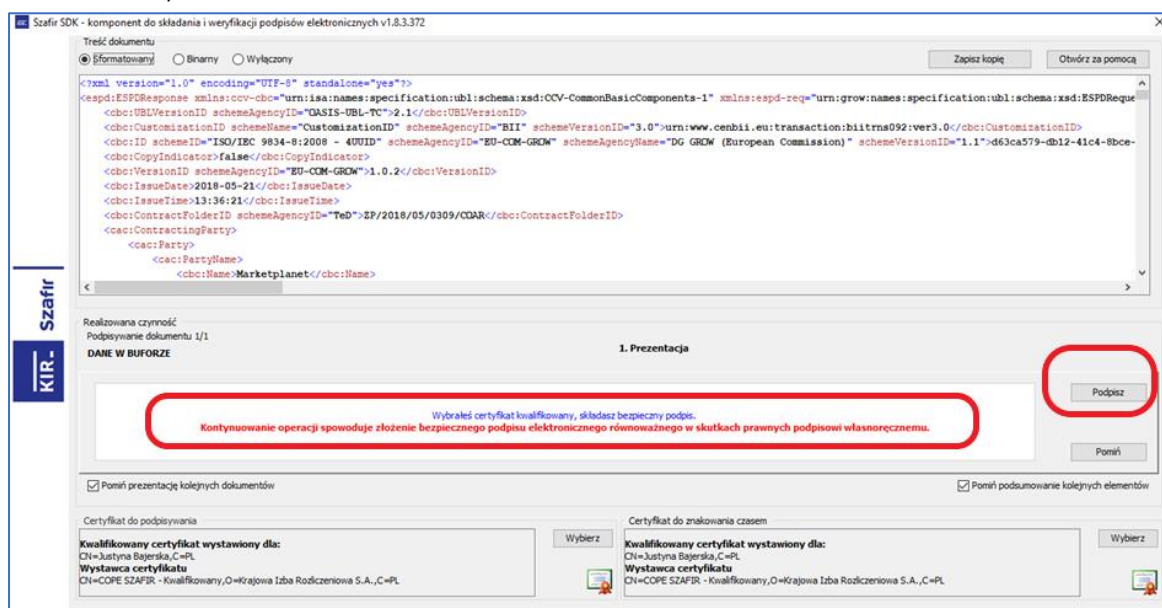 KIR Szafir SDK - komponent do składania i weryfikacji podpisów elektronicznych v1.8.3.372
Treść dokumentu
Sformatowany Binarny Wyłączony Zapisz kopię Otwórz za pomocą
<?xml version="1.0" encoding="UTF-8" standalone="yes"?>
<espd:ESPDResponse xmlns:ccv-cbc="urn:isa:names:specification:ubl:schema:xsd:CCV-CommonBasicComponents-1" xmlns:espd-req="urn:grow:names:specification:ubl:schema:xsd:ESPDReque
<cbc:UBLVersionID schemeAgencyID="OASIS-UBL-TC">2.1</cbc:UBLVersionID>
<cbc:CustomizationID schemeName="CustomizationID" schemeAgencyID="BII" schemeVersionID="3.0">urn:www.cenbii.eu:transaction:biitrns092:ver3.0</cbc:CustomizationID>
<cbc:ID schemeID="ISO/IEC 9834-8:2008 - 4UUID" schemeAgencyID="EU-COM-GROW" schemeAgencyName="DG GROW (European Commission)" schemeVersionID="1.1">d63ca579-db12-41c4-8bce-
<cbc:CopyIndicator>false</cbc:CopyIndicator>
<cbc:VersionID schemeAgencyID="EU-COM-GROW">1.0.2</cbc:VersionID>
<cbc:IssueDate>2018-05-21</cbc:IssueDate>
<cbc:IssueTime>13:36:21</cbc:IssueTime>
<cbc:ContractFolderID schemeAgencyID="TeD">ZP/2018/05/0309/COAR</cbc:ContractFolderID>
<cac:ContractingParty>
<cac:Party>
<cac:PartyName>
<cbc:Name>Marketplanet</cbc:Name>
Szafir
KIR
Realizowana czynność
Podpisywanie dokumentu 1/1
DANE W BUFORZE
1. Prezentacja
Podpisz
Wybrałeś certyfikat kwalifikowany, składasz bezpieczny podpis.
Kontynuowanie operacji spowoduje złożenie bezpiecznego podpisu elektronicznego równoważnego w skutkach prawnych podpisowi własnoręcznemu.
Pomiń
Pomiń prezentację kolejnych dokumentów Pomiń podsumowanie kolejnych elementów
Certyfikat do podpisywania
Wybierz
Kwalifikowany certyfikat wystawiony dla:
CN=Justyna Bajerska,C=PL
Wystawca certyfikatu
CN=COPE SZAFIR - Kwalifikowany,O=Krajowa Izba Rozliczeniowa S.A.,C=PL
Certyfikat do znakowania czasem
Wybierz
Kwalifikowany certyfikat wystawiony dla:
CN=Justyna Bajerska,C=PL
Wystawca certyfikatu
CN=COPE SZAFIR - Kwalifikowany,O=Krajowa Izba Rozliczeniowa S.A.,C=PL